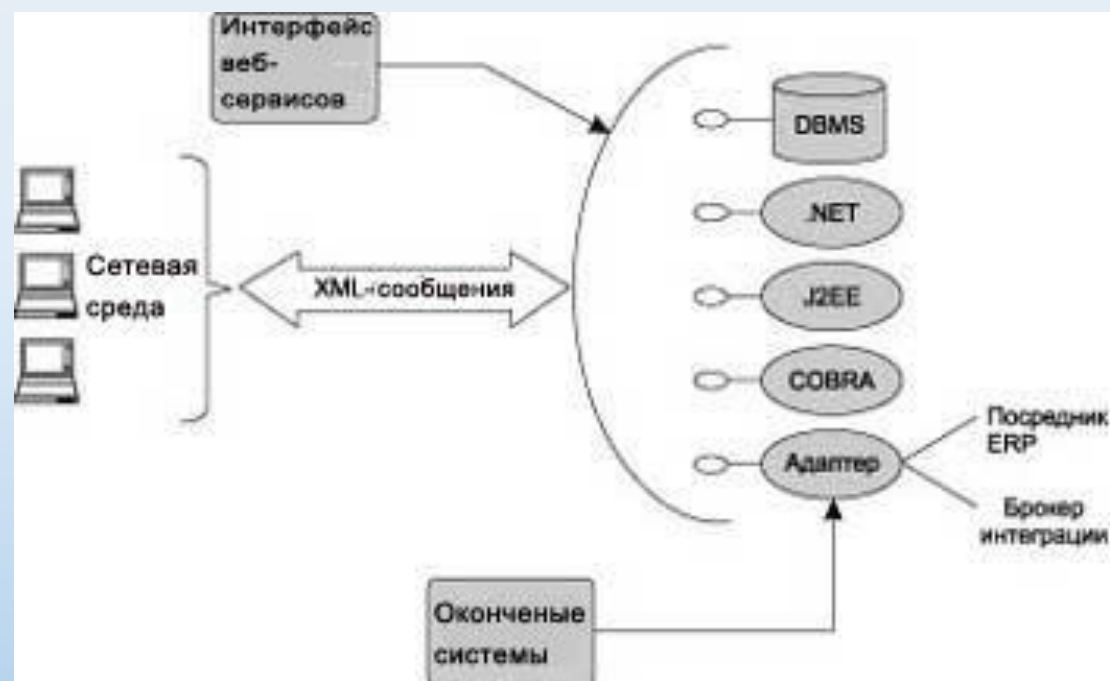 Интерфейс
веб-
сервисов
DBMS
.NET
Сетевая
среда
XML-сообщения
J2EE
COBRA
Адаптер
Посредник
ERP
Брокер
интеграции
Оконченые
системы